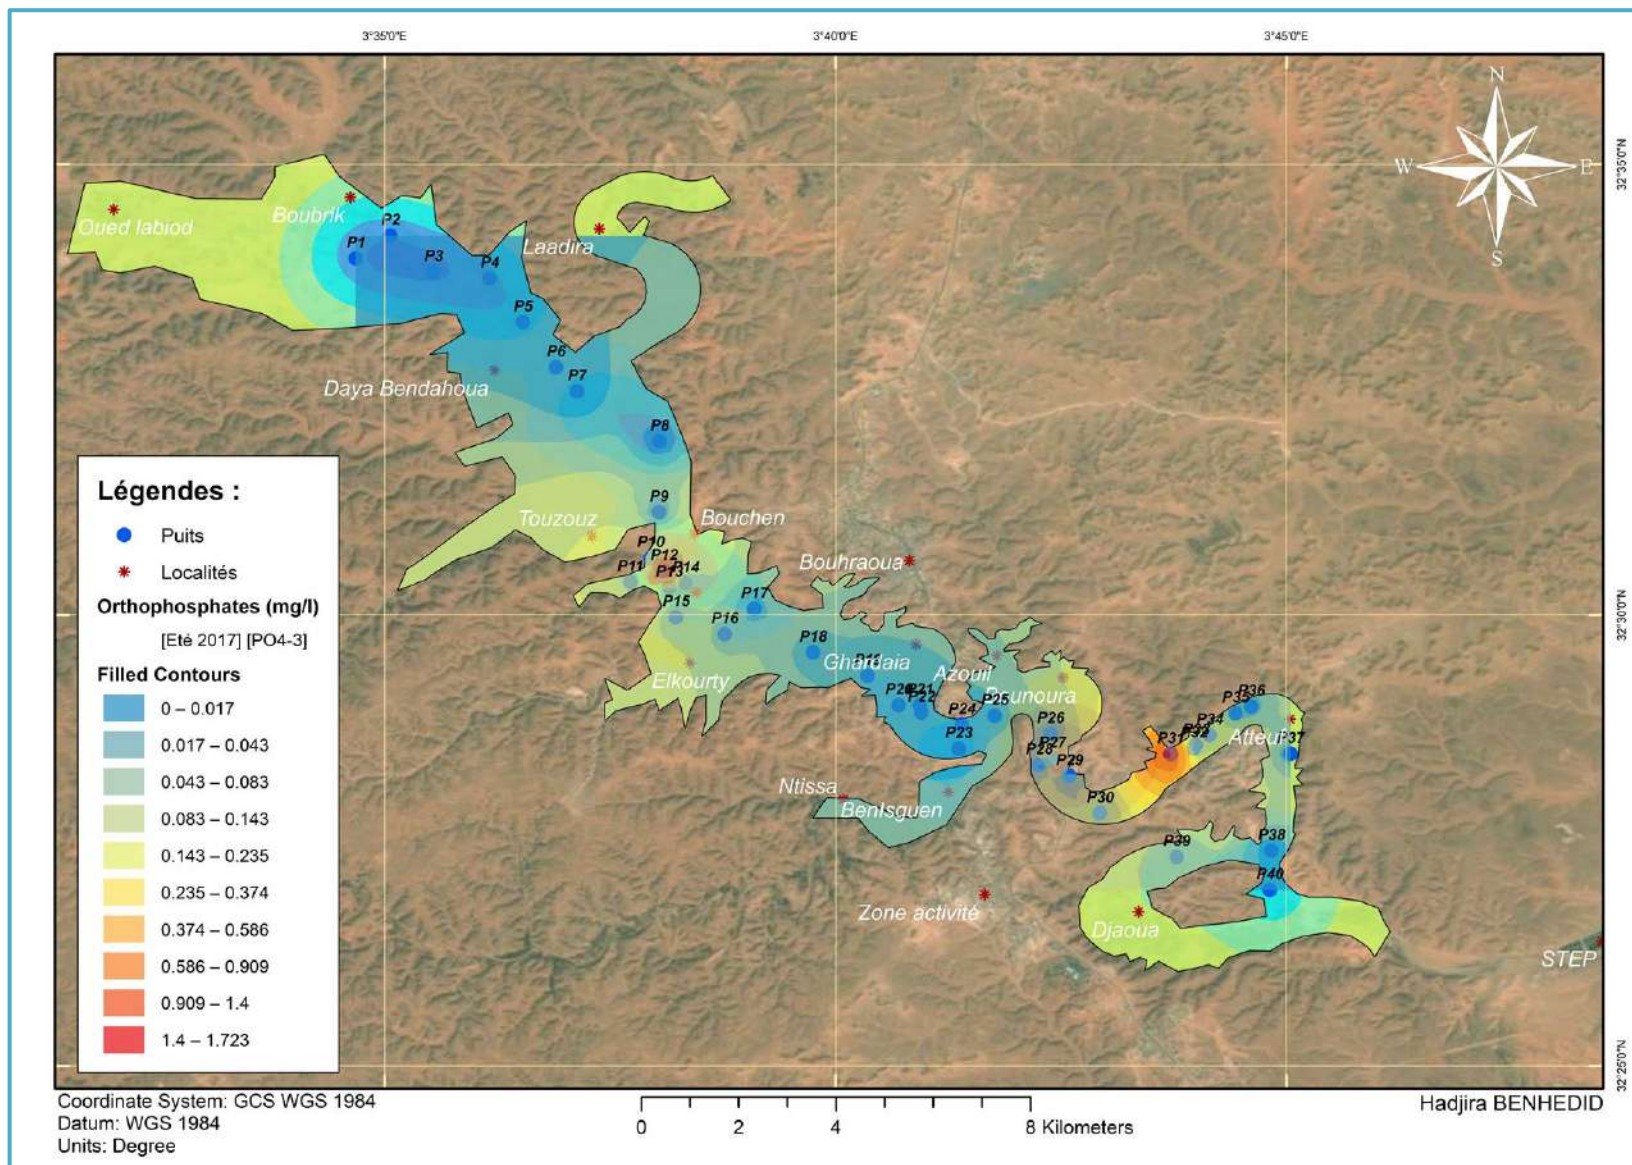 3°35'0"E
3°40'0"E
3°45'0"E
N
W
E
S
32°35'0"N
32°30'0"N
32°25'0"N
Oued labiod
Boubrik
P2
P1
P3
P4
Laadira
P5
P6
P7
Daya Bendahoua
P8
P9
Touzouz
Bouchen
P10
P12
P11
P13
P14
Bouhraoua
P15
P17
P16
P18
Ghardaia
Azouil
Elkourty
P21
P22
P24
P25
P23
Bounoura
P26
P27
P28
P29
P30
P31
P32
P34
P35
P36
Atteuf
P37
Ntissa
BenIsguen
P38
P39
P40
Zone activité
Djaoua
STEP
Légendes :
Puits
Localités
Orthophosphates (mg/l)
[Eté 2017] [PO4-3]
Filled Contours
0 – 0.017
0.017 – 0.043
0.043 – 0.083
0.083 – 0.143
0.143 – 0.235
0.235 – 0.374
0.374 – 0.586
0.586 – 0.909
0.909 – 1.4
1.4 – 1.723
Coordinate System: GCS WGS 1984
Datum: WGS 1984
Units: Degree
0 2 4 8 Kilometers
Hadjira BENHEDID